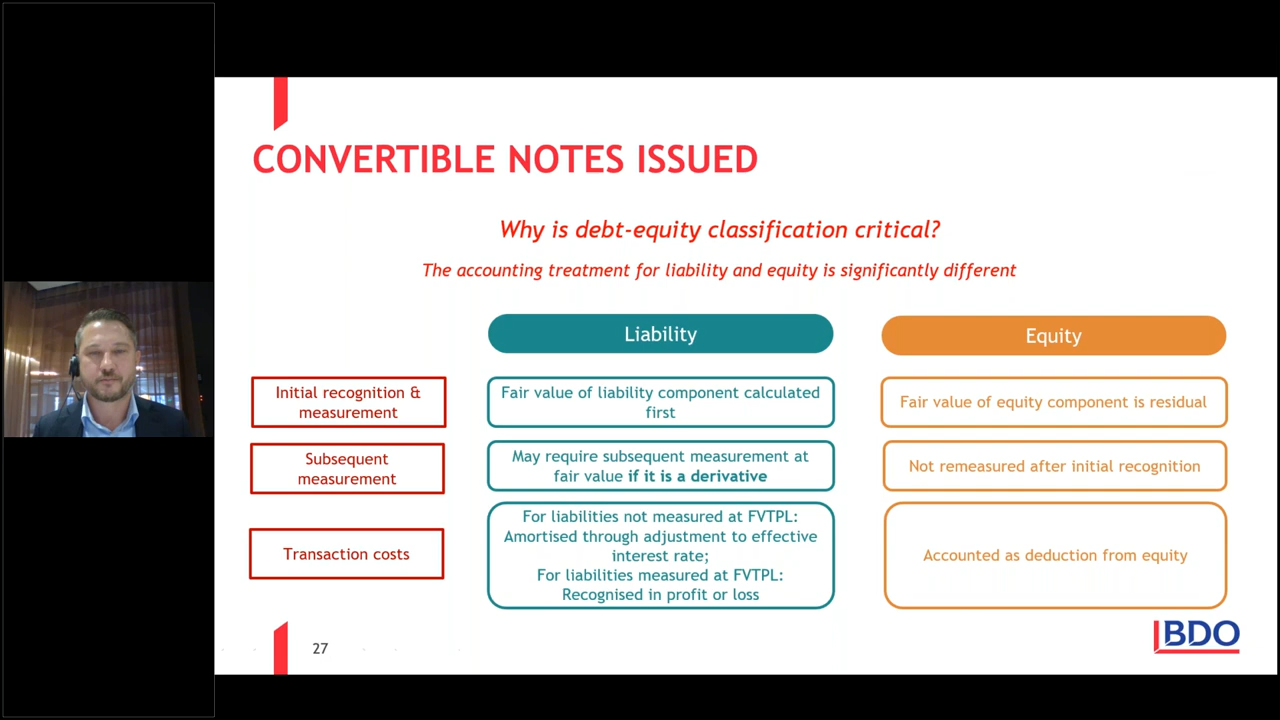 CONVERTIBLE NOTES ISSUED
Why is debt-equity classification critical?
The accounting treatment for liability and equity is significantly different
Liability
Equity
Initial recognition &
measurement
Fair value of liability component calculated
first
Fair value of equity component is residual
Subsequent
measurement
May require subsequent measurement at
fair value if it is a derivative
Not remeasured after initial recognition
Transaction costs
For liabilities not measured at FVTPL:
Amortised through adjustment to effective
interest rate;
For liabilities measured at FVTPL:
Recognised in profit or loss
Accounted as deduction from equity
27
BDO